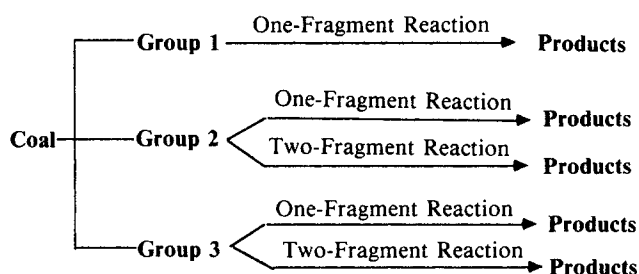 One-Fragment Reaction
Group 1 Products
One-Fragment Reaction
Products
Coal Group 2
Two-Fragment Reaction
Products
One-Fragment Reaction
Products
Group 3
Two-Fragment Reaction
Products